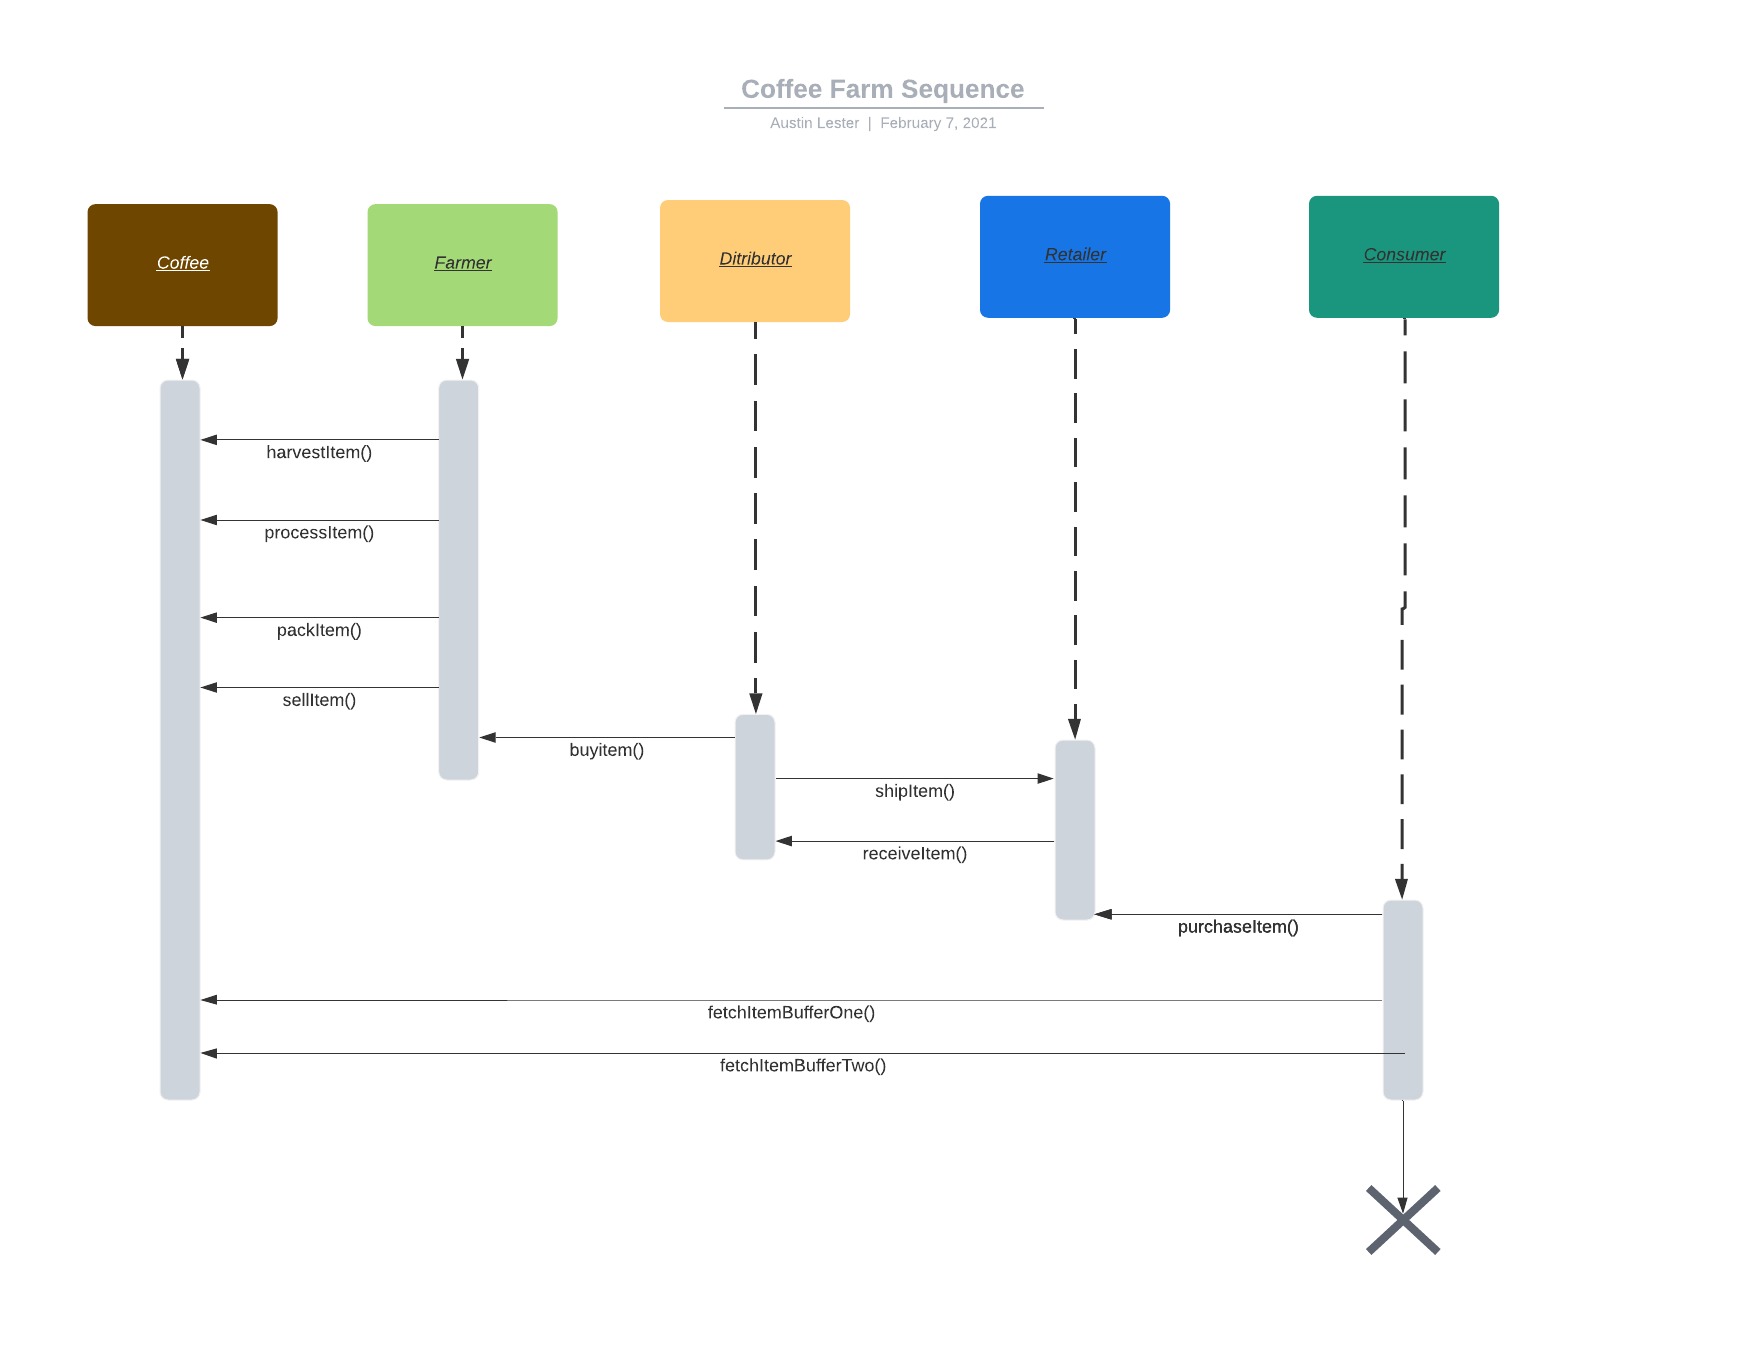 Coffee Farm Sequence
Austin Lester | February 7, 2021
Coffee
Farmer
Ditributor
Retailer
Consumer
harvestItem()
processItem()
packItem()
sellItem()
buyitem()
shipItem()
receiveItem()
purchaseItem()
fetchItemBufferOne()
fetchItemBufferTwo()